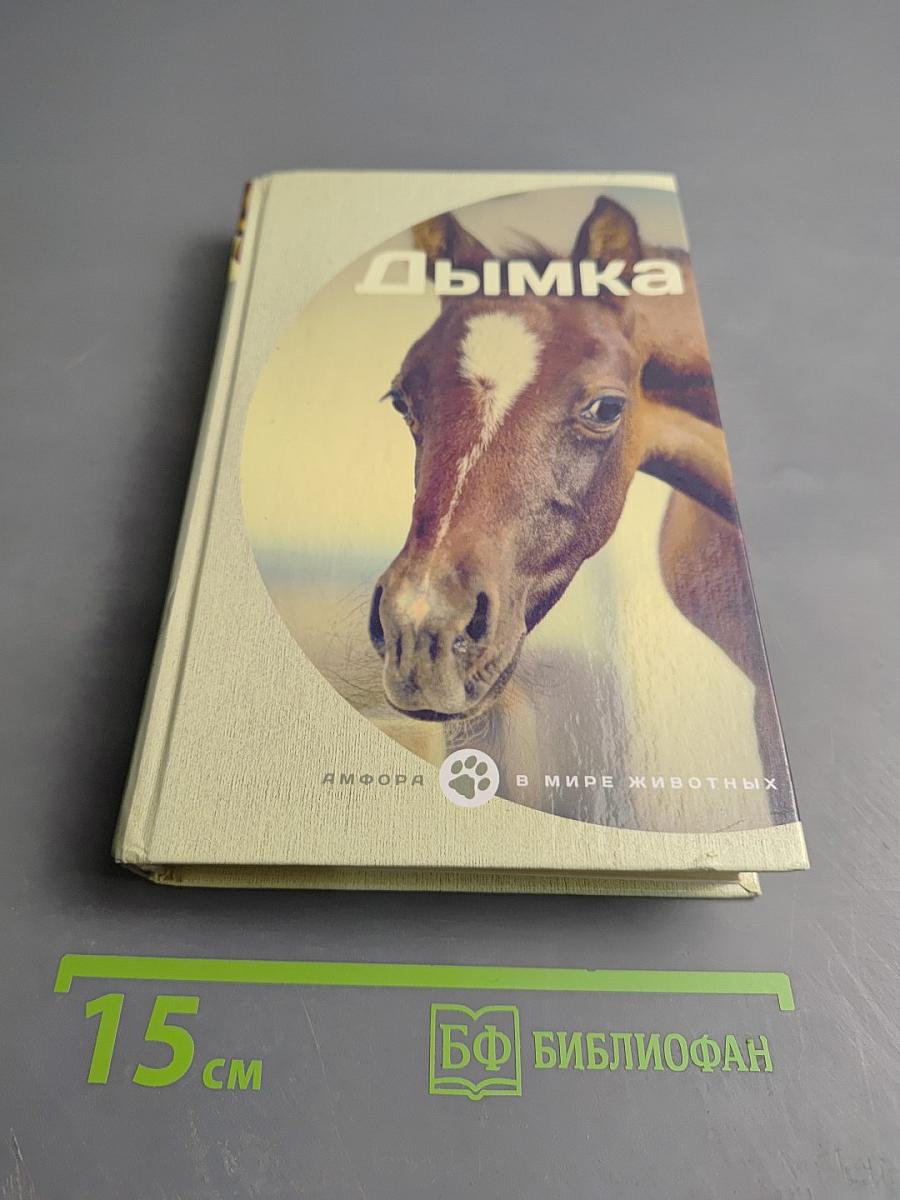 Дымка
АМФОРА В МИРЕ ЖИВОТНЫХ
15 см
БФ БИБЛИОФАН